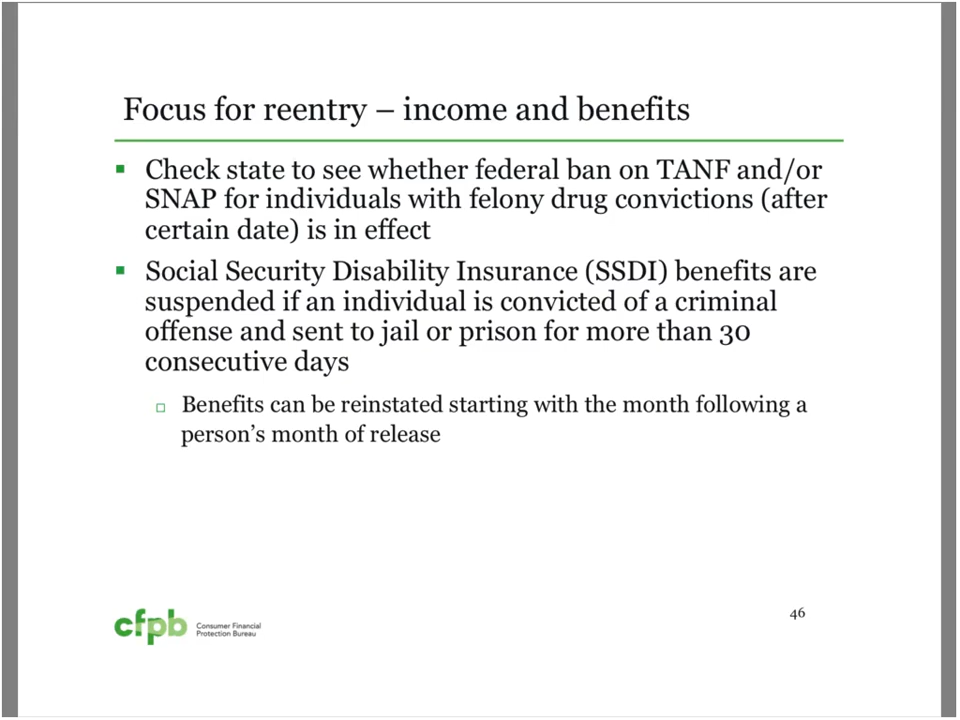 Focus for reentry – income and benefits
▪ Check state to see whether federal ban on TANF and/or
SNAP for individuals with felony drug convictions (after
certain date) is in effect
▪ Social Security Disability Insurance (SSDI) benefits are
suspended if an individual is convicted of a criminal
offense and sent to jail or prison for more than 30
consecutive days
□ Benefits can be reinstated starting with the month following a
person’s month of release
46
cfpb
Consumer Financial
Protection Bureau